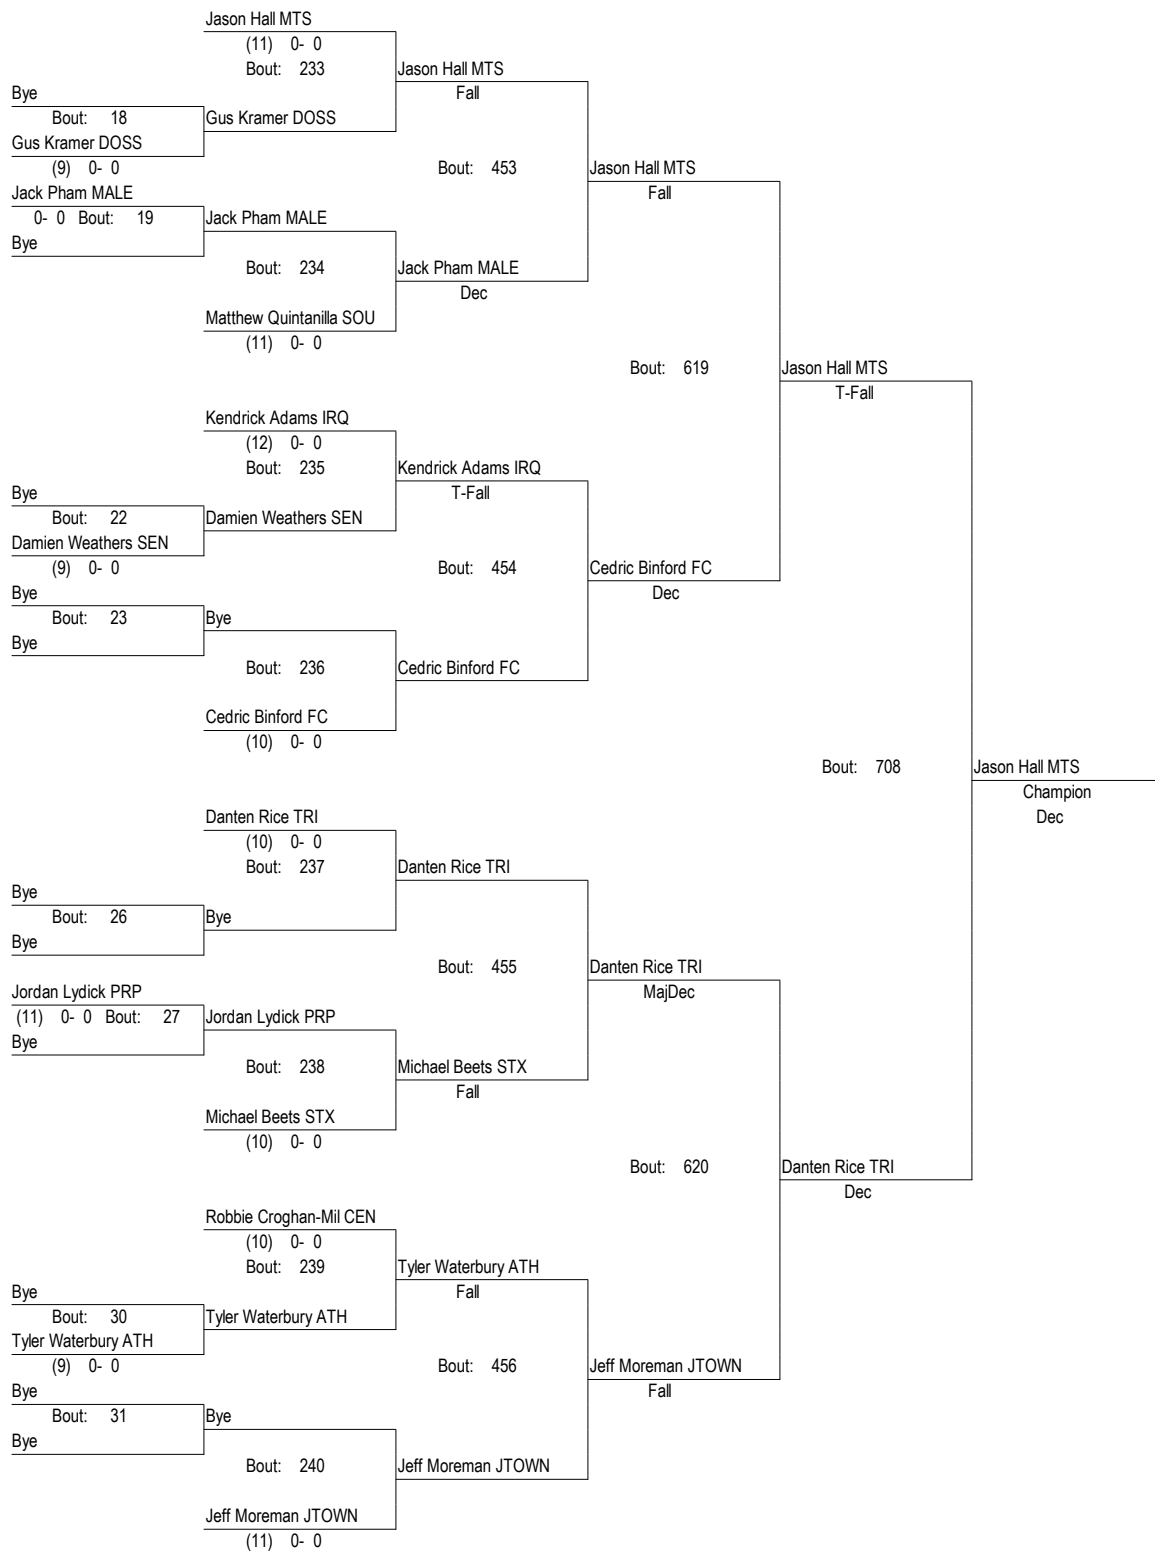 Jason Hall MTS
(11) 0- 0
Bout: 233 Jason Hall MTS
Bye Fall
Bout: 18 Gus Kramer DOSS
Gus Kramer DOSS
(9) 0- 0 Bout: 453 Jason Hall MTS
Jack Pham MALE Fall
0- 0 Bout: 19 Jack Pham MALE
Bye
Bout: 234 Jack Pham MALE
Dec
Matthew Quintanilla SOU
(11) 0- 0
Bout: 619 Jason Hall MTS
T-Fall
Kendrick Adams IRQ
(12) 0- 0
Bout: 235 Kendrick Adams IRQ
Bye T-Fall
Bout: 22 Damien Weathers SEN
Damien Weathers SEN
(9) 0- 0 Bout: 454 Cedric Binford FC
Bye Dec
Bout: 23 Bye
Bye
Bout: 236 Cedric Binford FC
Cedric Binford FC
(10) 0- 0
Bout: 708 Jason Hall MTS
Champion
Danten Rice TRI Dec
(10) 0- 0
Bout: 237 Danten Rice TRI
Bye
Bout: 26 Bye
Bye
Bout: 455 Danten Rice TRI
Jordan Lydick PRP MajDec
(11) 0- 0 Bout: 27 Jordan Lydick PRP
Bye
Bout: 238 Michael Beets STX
Fall
Michael Beets STX
(10) 0- 0
Bout: 620 Danten Rice TRI
Dec
Robbie Croghan-Mil CEN
(10) 0- 0
Bout: 239 Tyler Waterbury ATH
Bye Fall
Bout: 30 Tyler Waterbury ATH
Tyler Waterbury ATH
(9) 0- 0 Bout: 456 Jeff Moreman JTOWN
Bye Fall
Bout: 31 Bye
Bye
Bout: 240 Jeff Moreman JTOWN
Jeff Moreman JTOWN
(11) 0- 0